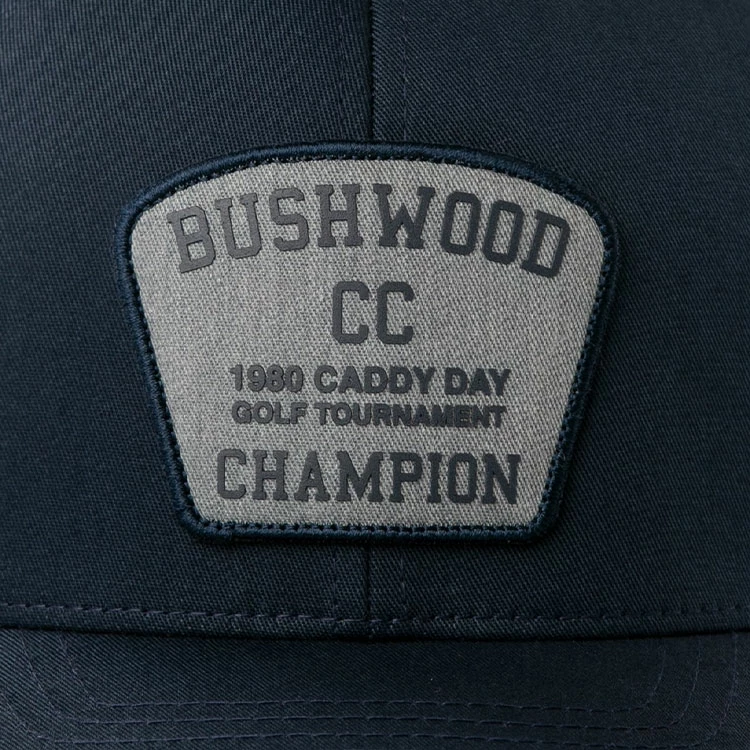 BUSHWOOD
CC
1980 CADDY DAY
GOLF TOURNAMENT
CHAMPION